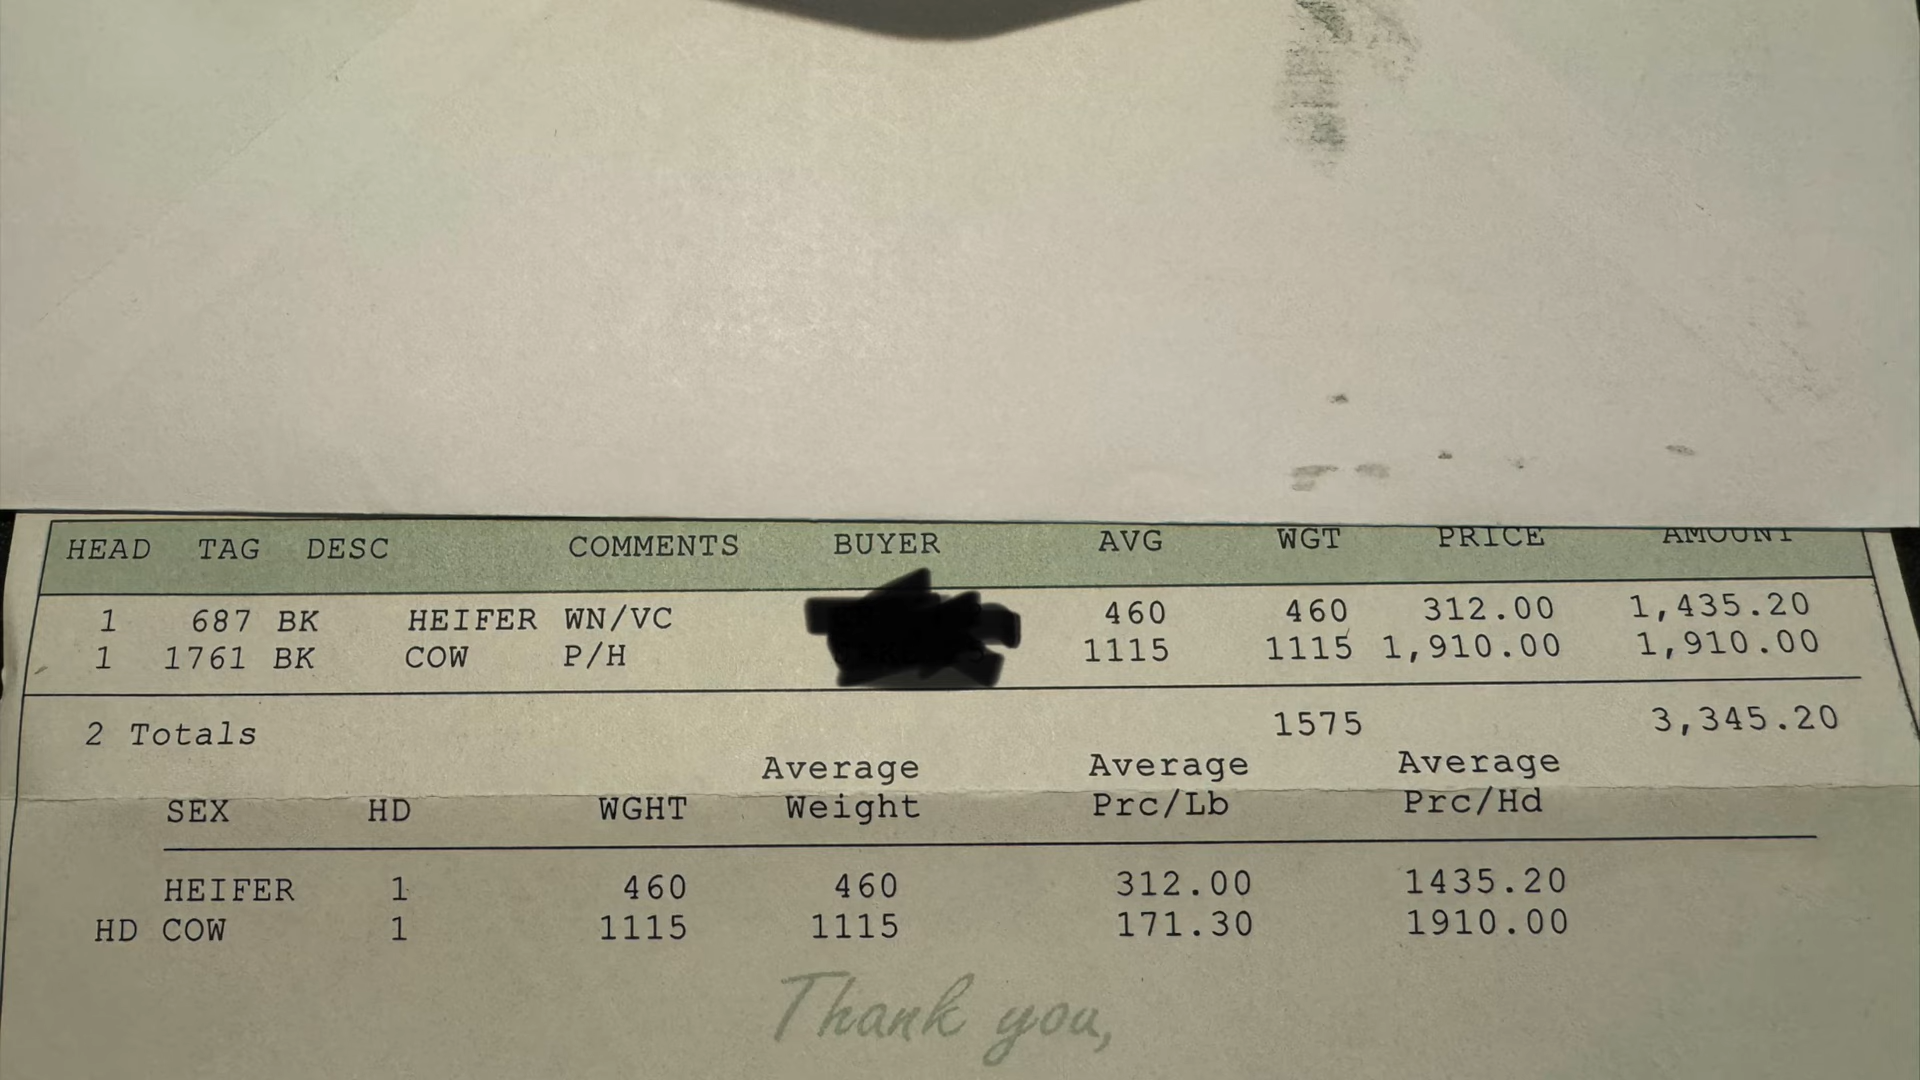 HEAD TAG DESC COMMENTS BUYER AVG WGT PRICE AMOUNT
1 687 BK HEIFER WN/VC 460 460 312.00 1,435.20
1 1761 BK COW P/H 1115 1115 1,910.00 1,910.00
2 Totals 1575 3,345.20
Average Average Average
SEX HD WGHT Weight Prc/Lb Prc/Hd
HEIFER 1 460 460 312.00 1435.20
HD COW 1 1115 1115 171.30 1910.00
Thank you,